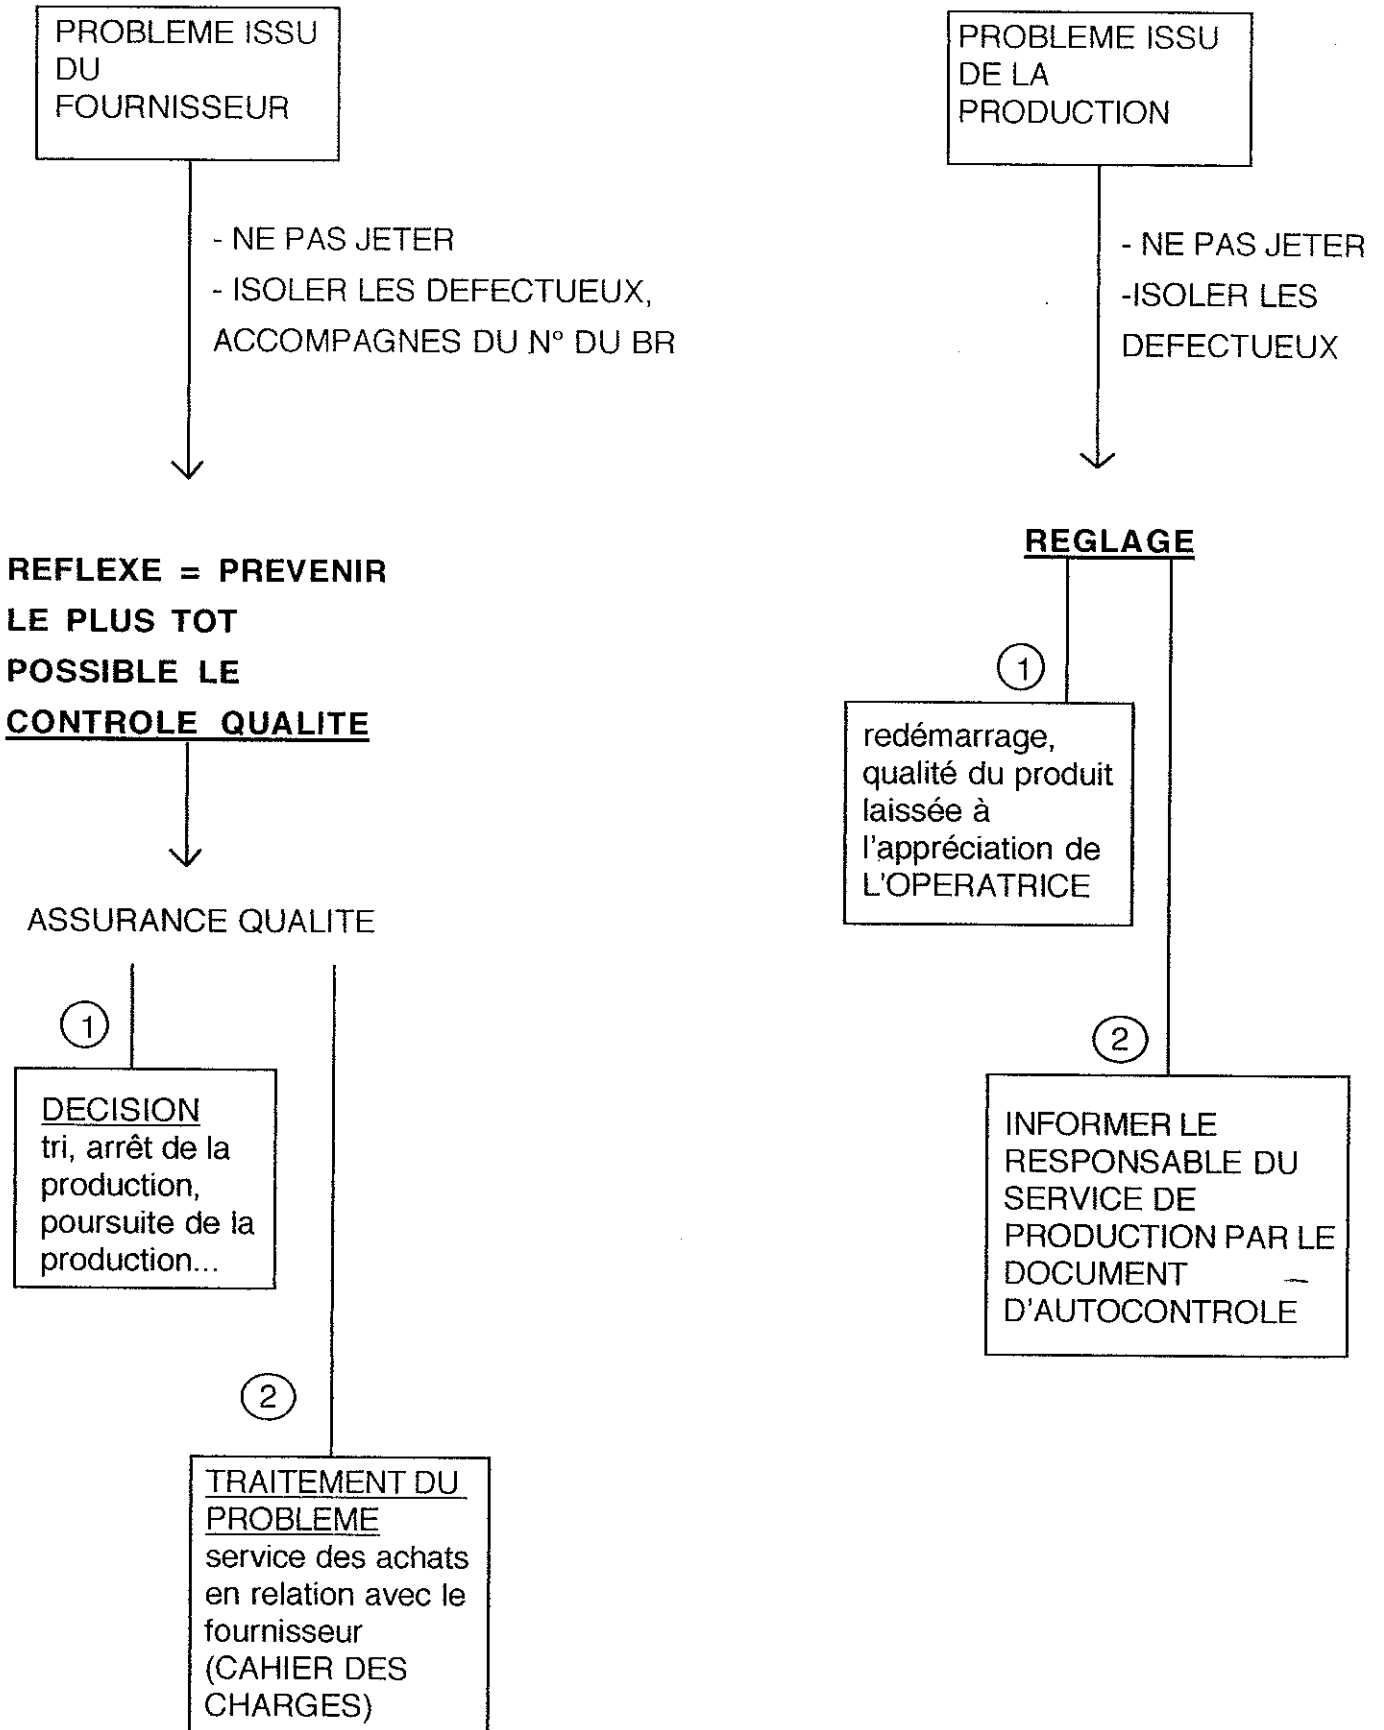 PROBLEME ISSU
DU
FOURNISSEUR
- NE PAS JETER
- ISOLER LES DEFECTUEUX,
ACCOMPAGNES DU N° DU BR
REFLEXE = PREVENIR
LE PLUS TOT
POSSIBLE LE
CONTROLE QUALITE
ASSURANCE QUALITE
1
DECISION
tri, arrêt de la
production,
poursuite de la
production...
2
TRAITEMENT DU
PROBLEME
service des achats
en relation avec le
fournisseur
(CAHIER DES
CHARGES)
PROBLEME ISSU
DE LA
PRODUCTION
- NE PAS JETER
-ISOLER LES
DEFECTUEUX
REGLAGE
1
redémarrage,
qualité du produit
laissée à
l'appréciation de
L'OPERATRICE
2
INFORMER LE
RESPONSABLE DU
SERVICE DE
PRODUCTION PAR LE
DOCUMENT
D'AUTOCONTROLE